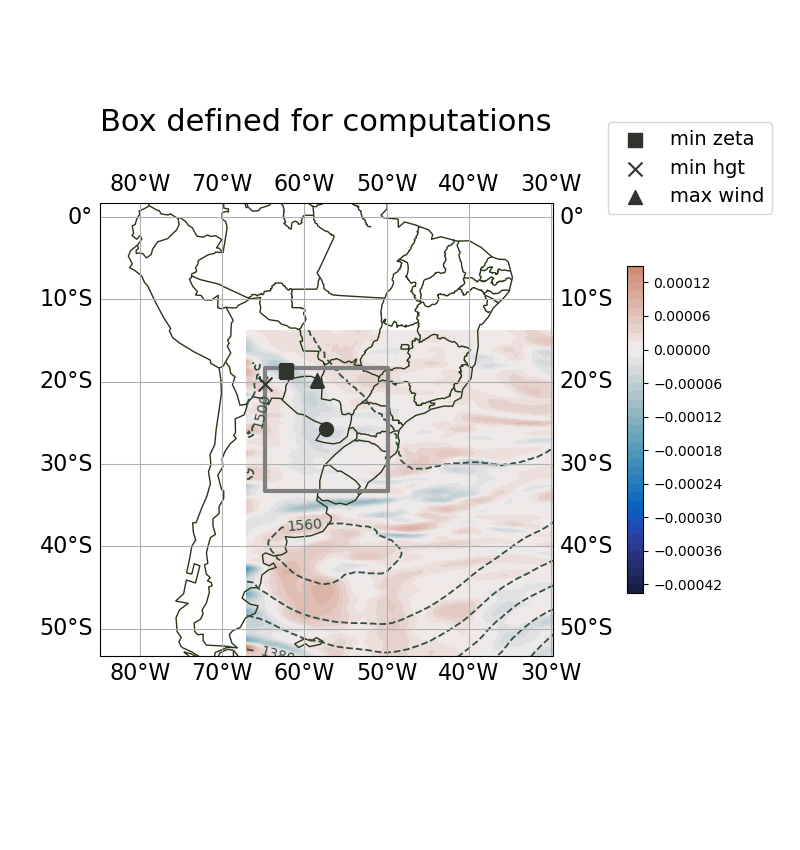 Box defined for computations
min zeta
min hgt
max wind
80°W 70°W 60°W 50°W 40°W 30°W
0° 0°
10°S 10°S
20°S 20°S
30°S 30°S
40°S 40°S
50°S 50°S
80°W 70°W 60°W 50°W 40°W 30°W
1500
1560
1380
0.00012
0.00006
0.00000
−0.00006
−0.00012
−0.00018
−0.00024
−0.00030
−0.00036
−0.00042